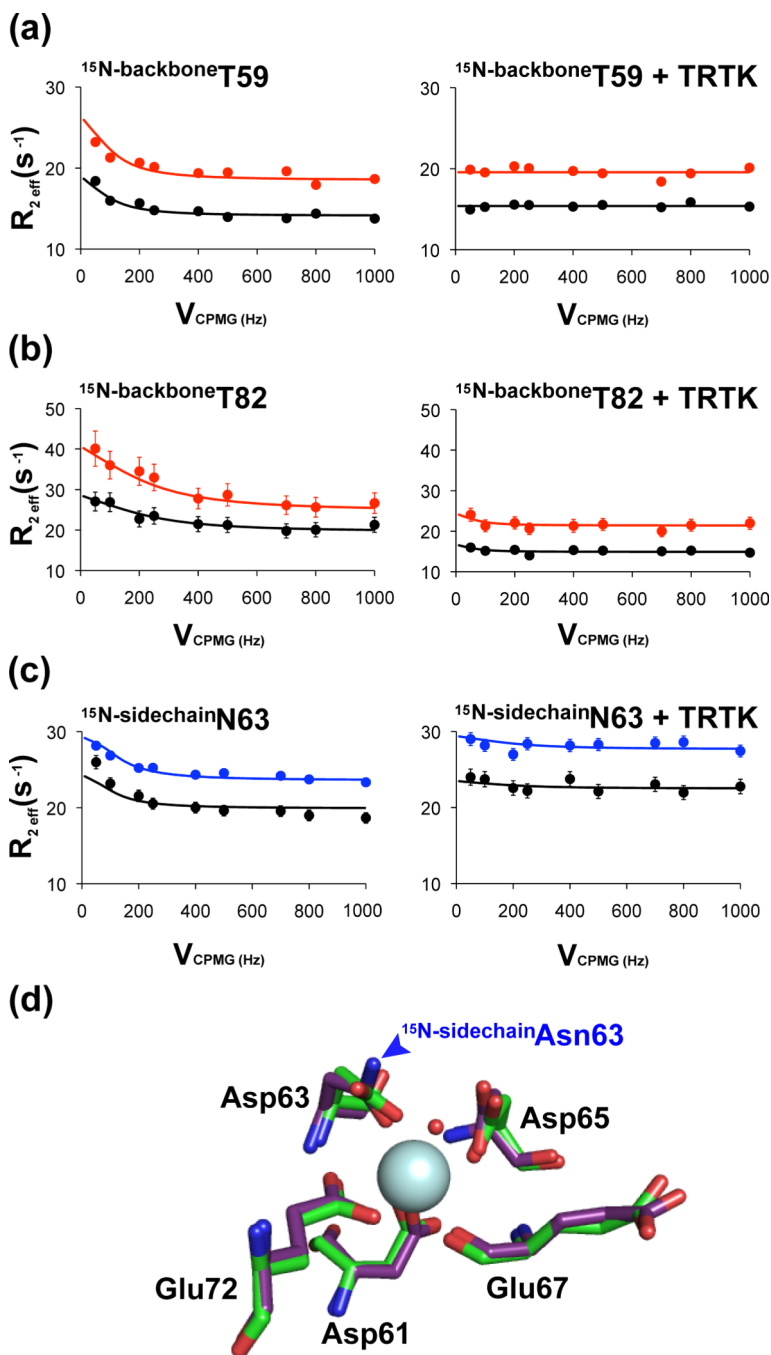 (a)
15N-backboneT59
15N-backboneT59 + TRTK
R2 eff(s-1)
30
20
10
0 200 400 600 800 1000
VCPMG (Hz)
30
20
10
0 200 400 600 800 1000
VCPMG (Hz)
(b)
15N-backboneT82
15N-backboneT82 + TRTK
R2 eff(s-1)
50
40
30
20
10
0 200 400 600 800 1000
VCPMG (Hz)
50
40
30
20
10
0 200 400 600 800 1000
VCPMG (Hz)
(c)
15N-sidechainN63
15N-sidechainN63 + TRTK
R2 eff(s-1)
30
20
10
0 200 400 600 800 1000
VCPMG (Hz)
30
20
10
0 200 400 600 800 1000
VCPMG (Hz)
(d)
15N-sidechainAsn63
Asp63
Asp65
Glu72
Asp61
Glu67